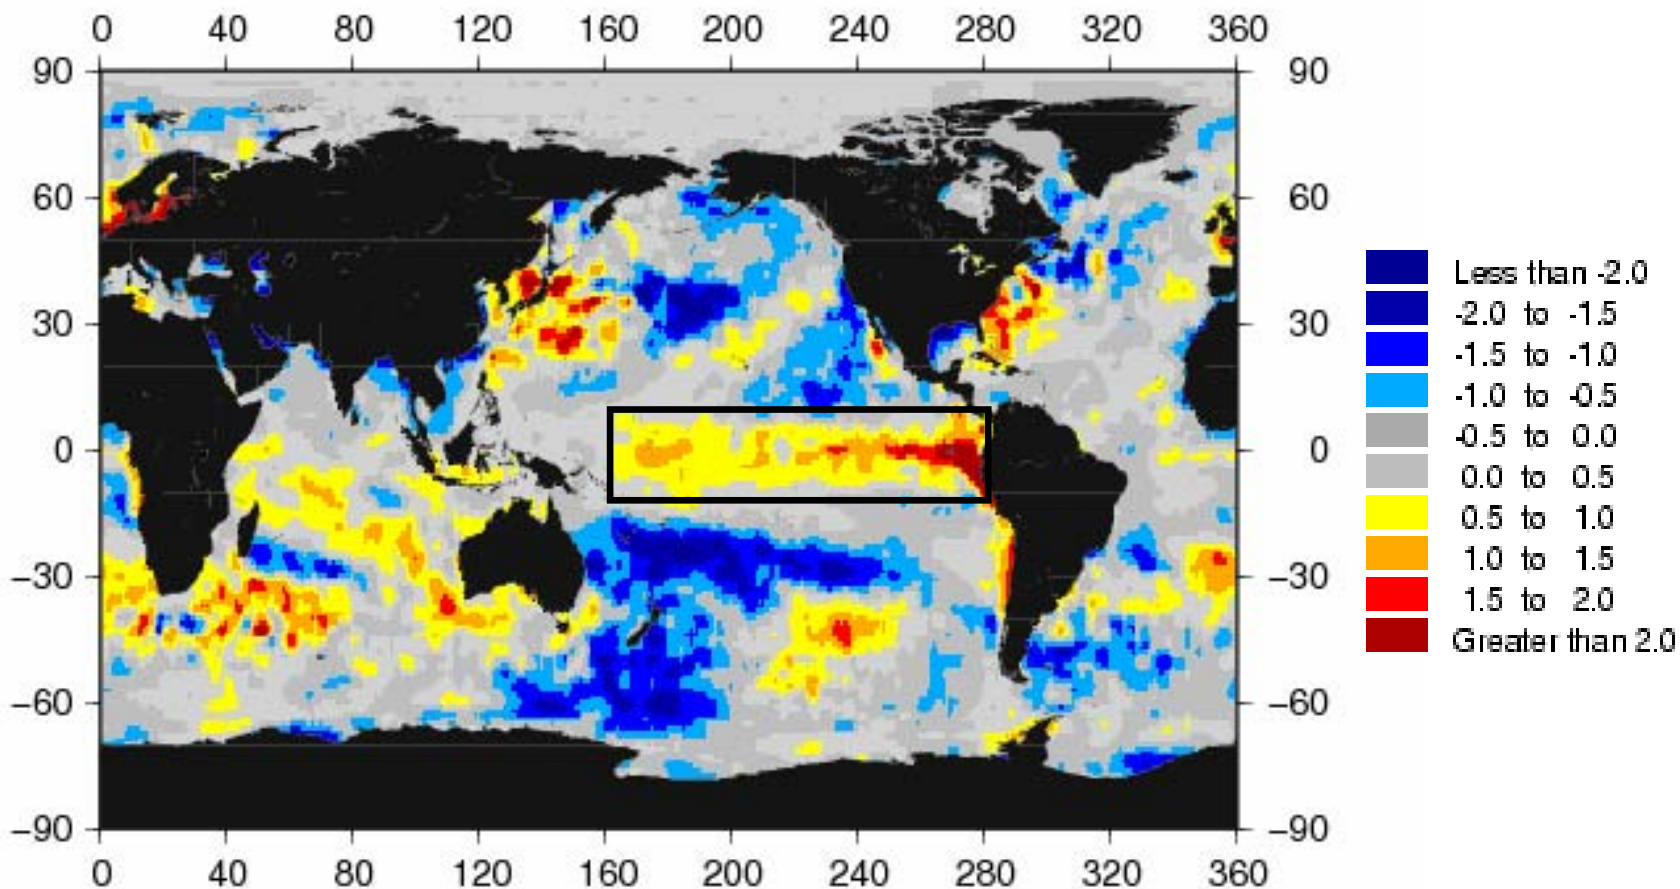 0 40 80 120 160 200 240 280 320 360
90 90
60 60
30 30
0 0
−30 −30
−60 −60
−90 −90
0 40 80 120 160 200 240 280 320 360
Less than -2.0
-2.0 to -1.5
-1.5 to -1.0
-1.0 to -0.5
-0.5 to 0.0
0.0 to 0.5
0.5 to 1.0
1.0 to 1.5
1.5 to 2.0
Greater than 2.0